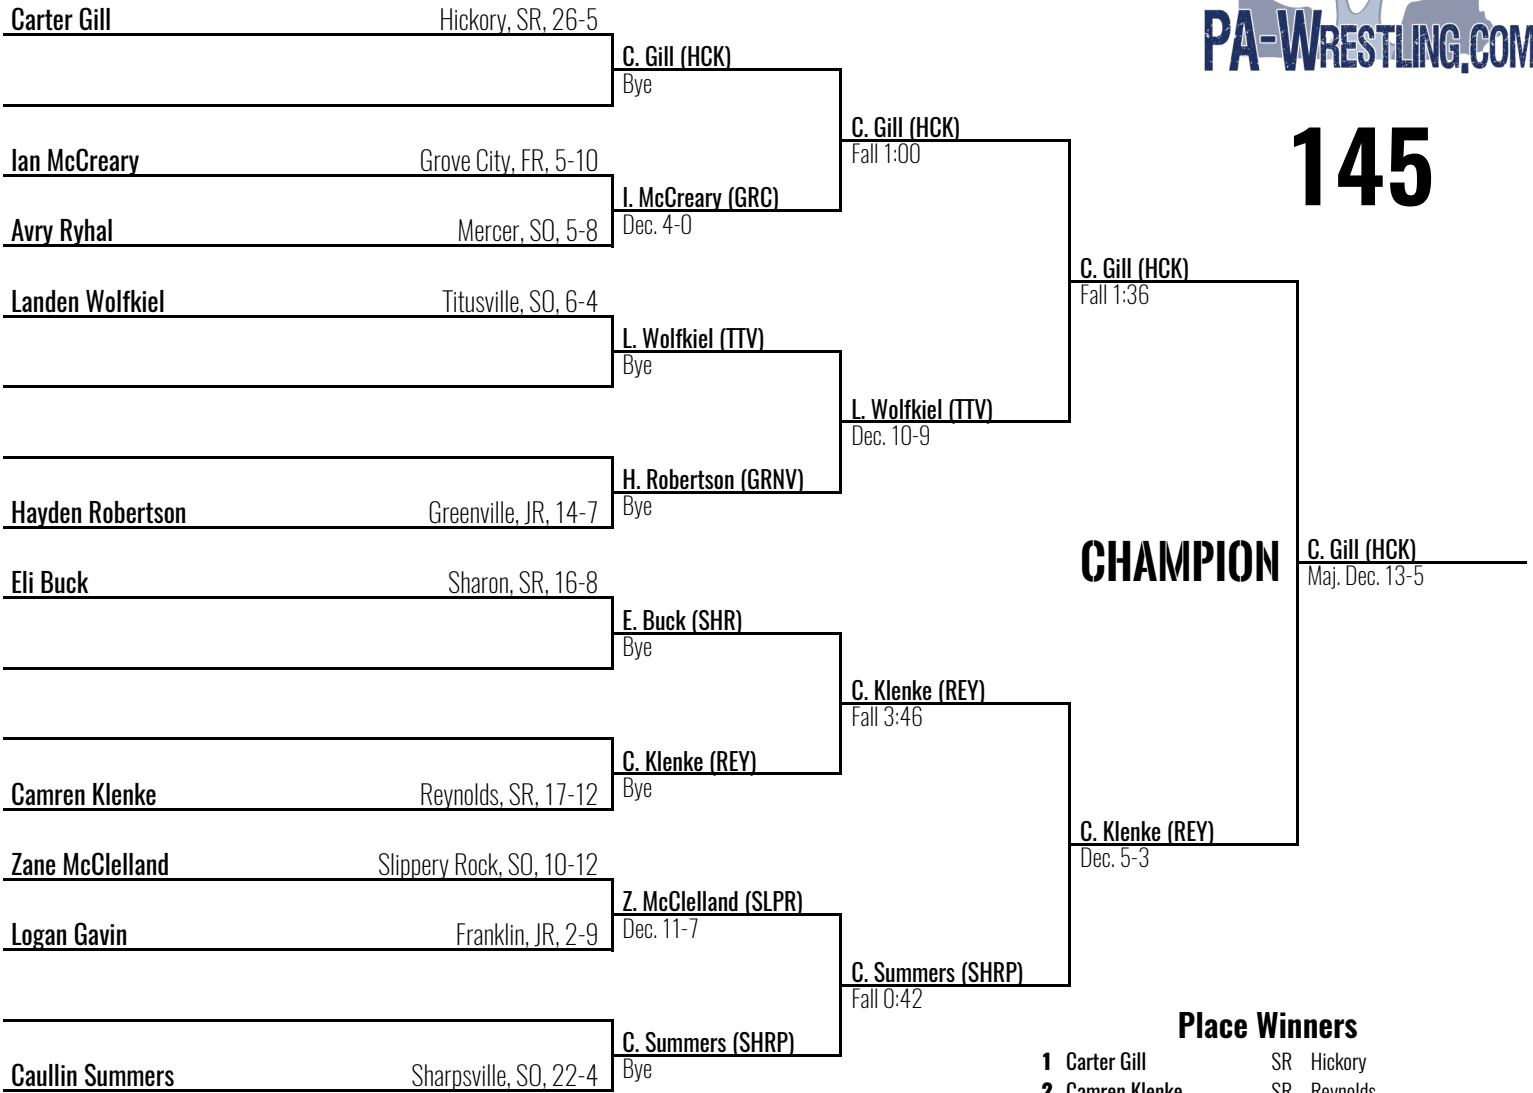 PA-WRESTLING.COM
145
Carter Gill Hickory, SR, 26-5
C. Gill (HCK)
Bye
C. Gill (HCK)
Fall 1:00
Ian McCreary Grove City, FR, 5-10
I. McCreary (GRC)
Dec. 4-0
Avry Ryhal Mercer, SO, 5-8
C. Gill (HCK)
Fall 1:36
Landen Wolfkiel Titusville, SO, 6-4
L. Wolfkiel (TTV)
Bye
L. Wolfkiel (TTV)
Dec. 10-9
H. Robertson (GRNV)
Bye
Hayden Robertson Greenville, JR, 14-7
CHAMPION
C. Gill (HCK)
Maj. Dec. 13-5
Eli Buck Sharon, SR, 16-8
E. Buck (SHR)
Bye
C. Klenke (REY)
Fall 3:46
C. Klenke (REY)
Bye
Camren Klenke Reynolds, SR, 17-12
C. Klenke (REY)
Dec. 5-3
Zane McClelland Slippery Rock, SO, 10-12
Z. McClelland (SLPR)
Dec. 11-7
Logan Gavin Franklin, JR, 2-9
C. Summers (SHRP)
Fall 0:42
C. Summers (SHRP)
Bye
Caullin Summers Sharpsville, SO, 22-4
Place Winners
1 Carter Gill SR Hickory
2 Camren Klenke SR Reynolds